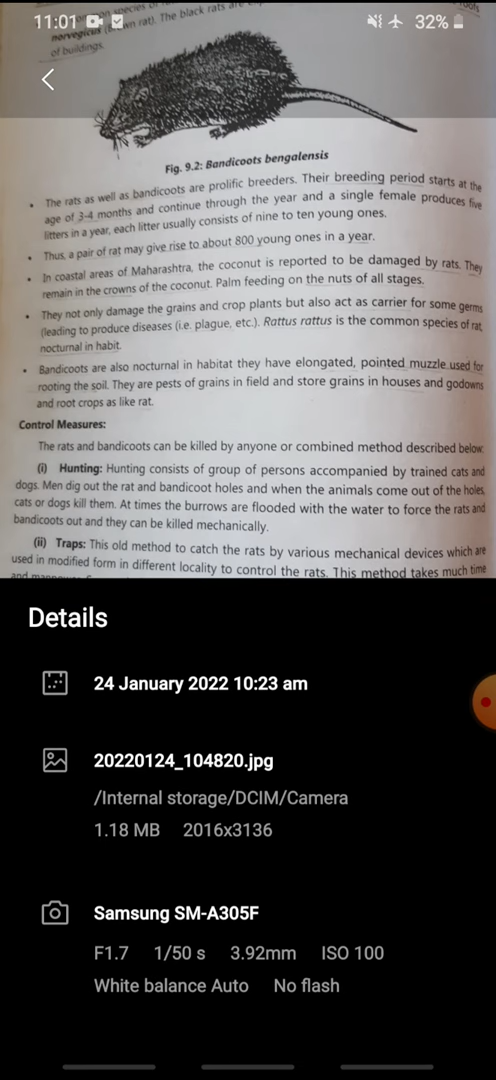 11:01 32%
species of
norvegicus (Brown rat). The black rats are
of buildings.
Fig. 9.2: Bandicoots bengalensis
• The rats as well as bandicoots are prolific breeders. Their breeding period starts at the
age of 3-4 months and continue through the year and a single female produces five
litters in a year, each litter usually consists of nine to ten young ones.
• Thus, a pair of rat may give rise to about 800 young ones in a year.
• In coastal areas of Maharashtra, the coconut is reported to be damaged by rats. They
remain in the crowns of the coconut. Palm feeding on the nuts of all stages.
• They not only damage the grains and crop plants but also act as carrier for some germs
(leading to produce diseases (i.e. plague, etc.). Rattus rattus is the common species of rat,
nocturnal in habit.
• Bandicoots are also nocturnal in habitat they have elongated, pointed muzzle used for
rooting the soil. They are pests of grains in field and store grains in houses and godowns
and root crops as like rat.
Control Measures:
The rats and bandicoots can be killed by anyone or combined method described below:
(i) Hunting: Hunting consists of group of persons accompanied by trained cats and
dogs. Men dig out the rat and bandicoot holes and when the animals come out of the holes,
cats or dogs kill them. At times the burrows are flooded with the water to force the rats and
bandicoots out and they can be killed mechanically.
(ii) Traps: This old method to catch the rats by various mechanical devices which are
used in modified form in different locality to control the rats. This method takes much time
Details
24 January 2022 10:23 am
20220124_104820.jpg
/Internal storage/DCIM/Camera
1.18 MB 2016x3136
Samsung SM-A305F
F1.7 1/50 s 3.92mm ISO 100
White balance Auto No flash